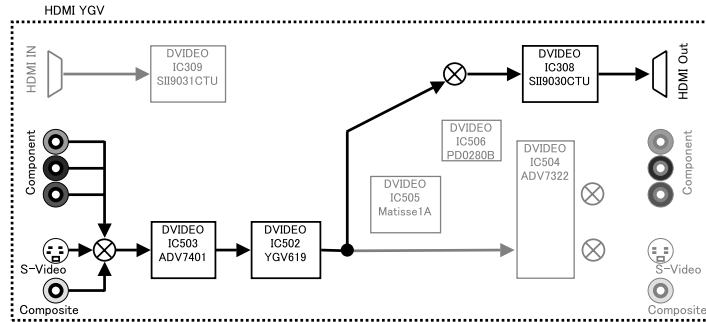 HDMI YGV
HDMI IN
DVIDEO
IC309
SII9031CTU
DVIDEO
IC308
SII9030CTU
HDMI Out
Component
DVIDEO
IC506
PD0280B
DVIDEO
IC504
ADV7322
Component
DVIDEO
IC505
Matisse1A
DVIDEO
IC503
ADV7401
DVIDEO
IC502
YGV619
S-Video
S-Video
Composite
Composite